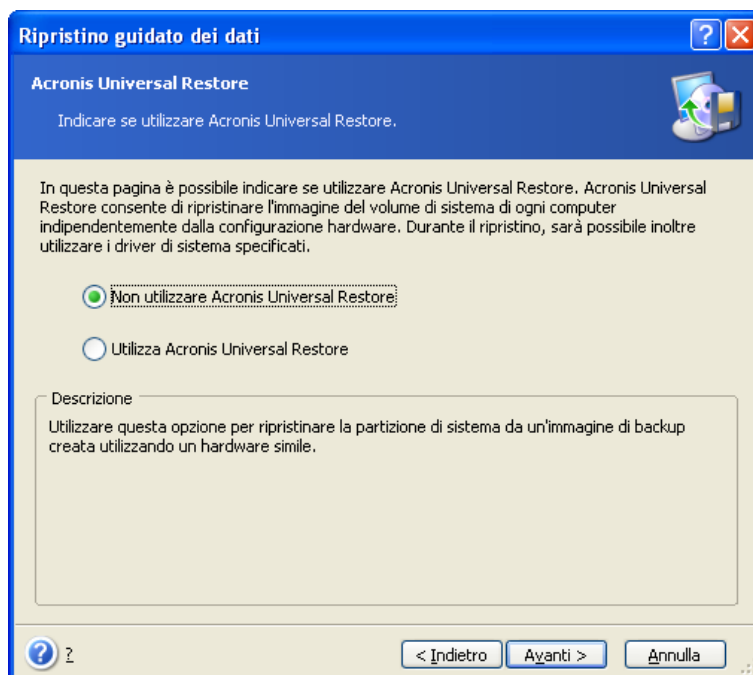 Ripristino guidato dei dati
Acronis Universal Restore
Indicare se utilizzare Acronis Universal Restore.
In questa pagina è possibile indicare se utilizzare Acronis Universal Restore. Acronis Universal
Restore consente di ripristinare l'immagine del volume di sistema di ogni computer
indipendentemente dalla configurazione hardware. Durante il ripristino, sarà possibile inoltre
utilizzare i driver di sistema specificati.
Non utilizzare Acronis Universal Restore
Utilizza Acronis Universal Restore
Descrizione
Utilizzare questa opzione per ripristinare la partizione di sistema da un'immagine di backup
creata utilizzando un hardware simile.
? < Indietro Avanti > Annulla